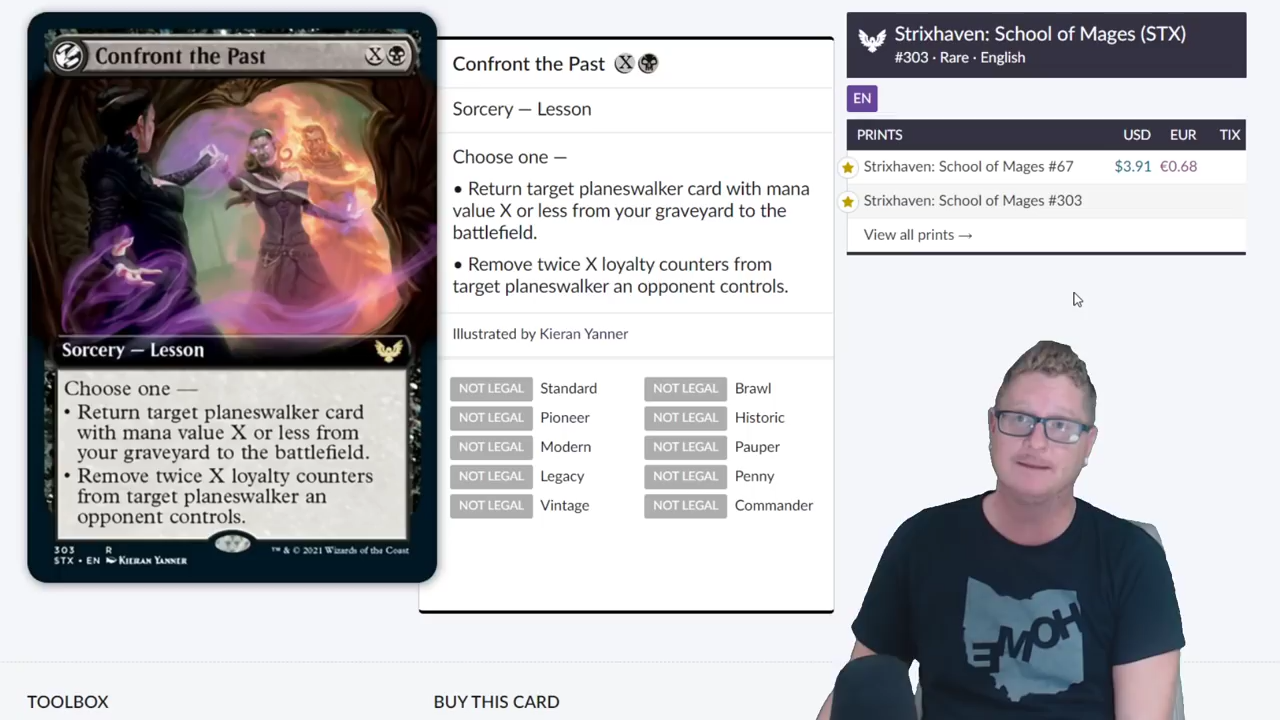 Confront the Past X
Sorcery — Lesson
Choose one —
• Return target planeswalker card
with mana value X or less from
your graveyard to the battlefield.
• Remove twice X loyalty counters
from target planeswalker an
opponent controls.
303 R
STX • EN KIERAN YANNER
™ & © 2021 Wizards of the Coast
Confront the Past X
Sorcery — Lesson
Choose one —
• Return target planeswalker card with mana
value X or less from your graveyard to the
battlefield.
• Remove twice X loyalty counters from
target planeswalker an opponent controls.
Illustrated by Kieran Yanner
NOT LEGAL Standard NOT LEGAL Brawl
NOT LEGAL Pioneer NOT LEGAL Historic
NOT LEGAL Modern NOT LEGAL Pauper
NOT LEGAL Legacy NOT LEGAL Penny
NOT LEGAL Vintage NOT LEGAL Commander
Strixhaven: School of Mages (STX)
#303 · Rare · English
EN
PRINTS USD EUR TIX
Strixhaven: School of Mages #67 $3.91 €0.68
Strixhaven: School of Mages #303
View all prints →
HOME
TOOLBOX
BUY THIS CARD